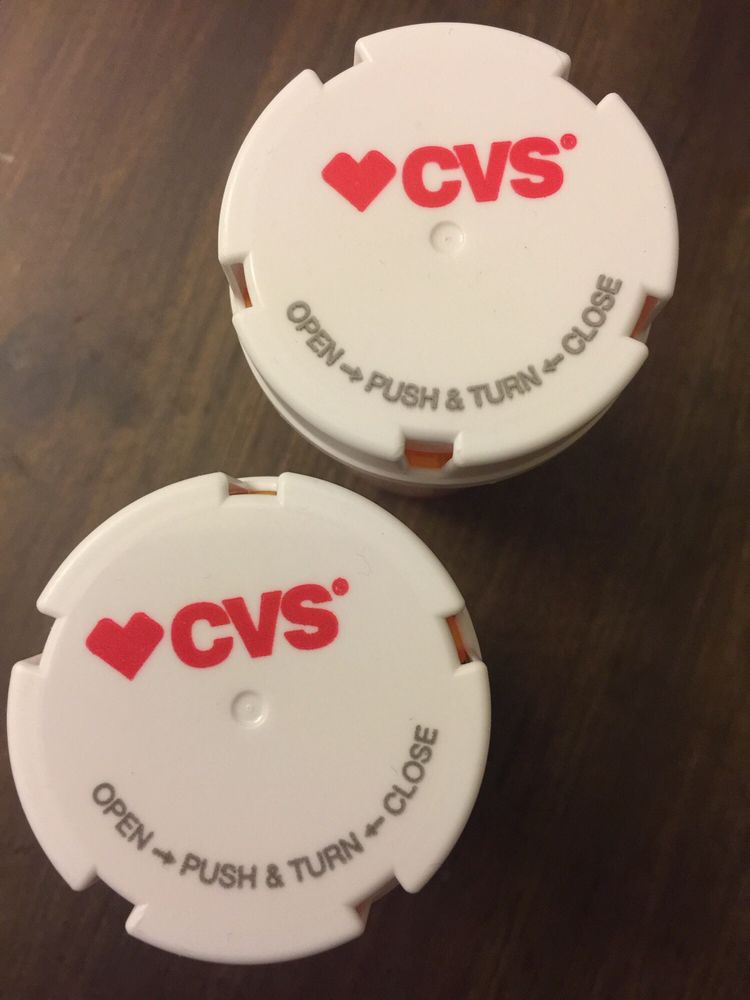 CVS®
OPEN → PUSH & TURN ← CLOSE
CVS®
OPEN → PUSH & TURN ← CLOSE